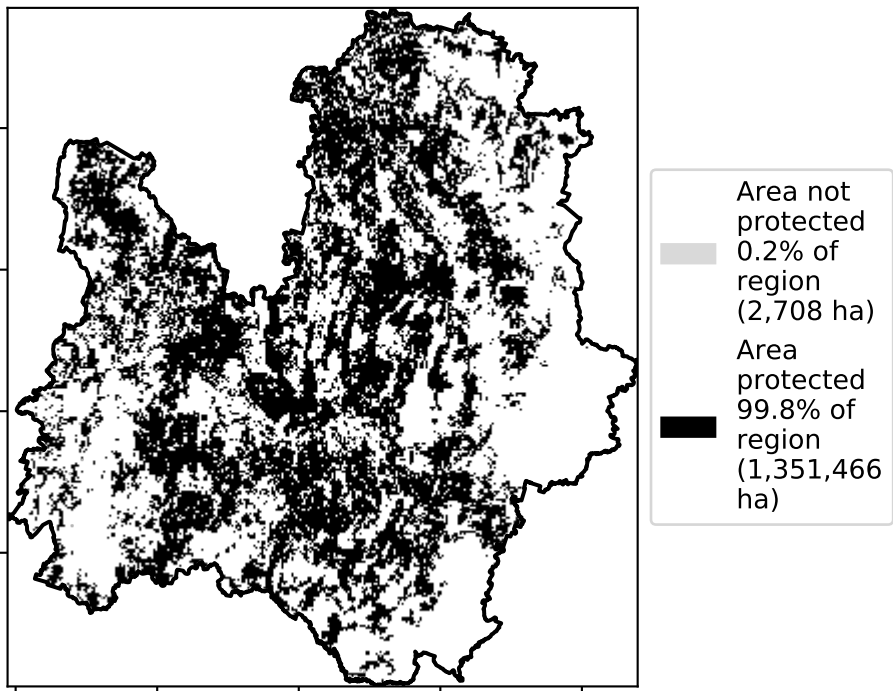 Area not
protected
0.2% of
region
(2,708 ha)
Area
protected
99.8% of
region
(1,351,466
ha)